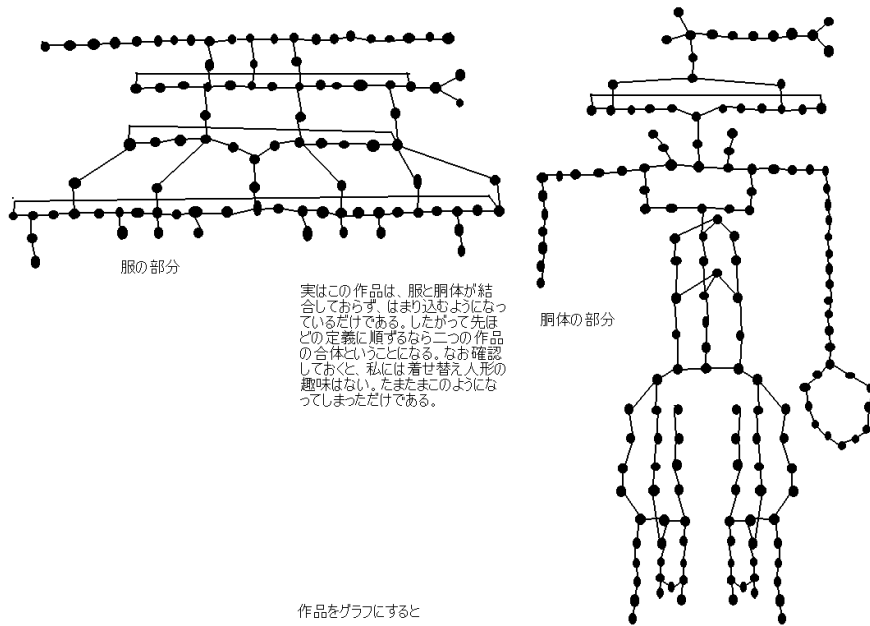 服の部分
実はこの作品は、服と胴体が結
合しておらず、はまり込むようになっ
ているだけである。したがって先ほ
どの定義に順ずるなら二つの作品
の合体ということになる。なお確認
しておくと、私には着せ替え人形の
趣味はない。たまたまこのようにな
ってしまっただけである。
胴体の部分
作品をグラフにすると